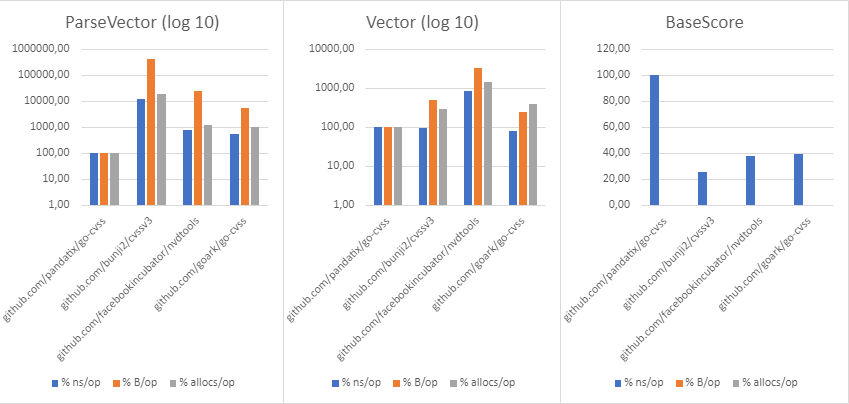 ParseVector (log 10)
1000000,00
100000,00
10000,00
1000,00
100,00
10,00
1,00
github.com/pandatix/go-cvss
github.com/bunji2/cvssv3
github.com/facebookincubator/nvdtools
github.com/goark/go-cvss
% ns/op
% B/op
% allocs/op
Vector (log 10)
10000,00
1000,00
100,00
10,00
1,00
github.com/pandatix/go-cvss
github.com/bunji2/cvssv3
github.com/facebookincubator/nvdtools
github.com/goark/go-cvss
% ns/op
% B/op
% allocs/op
BaseScore
120,00
100,00
80,00
60,00
40,00
20,00
0,00
github.com/pandatix/go-cvss
github.com/bunji2/cvssv3
github.com/facebookincubator/nvdtools
github.com/goark/go-cvss
% ns/op
% B/op
% allocs/op